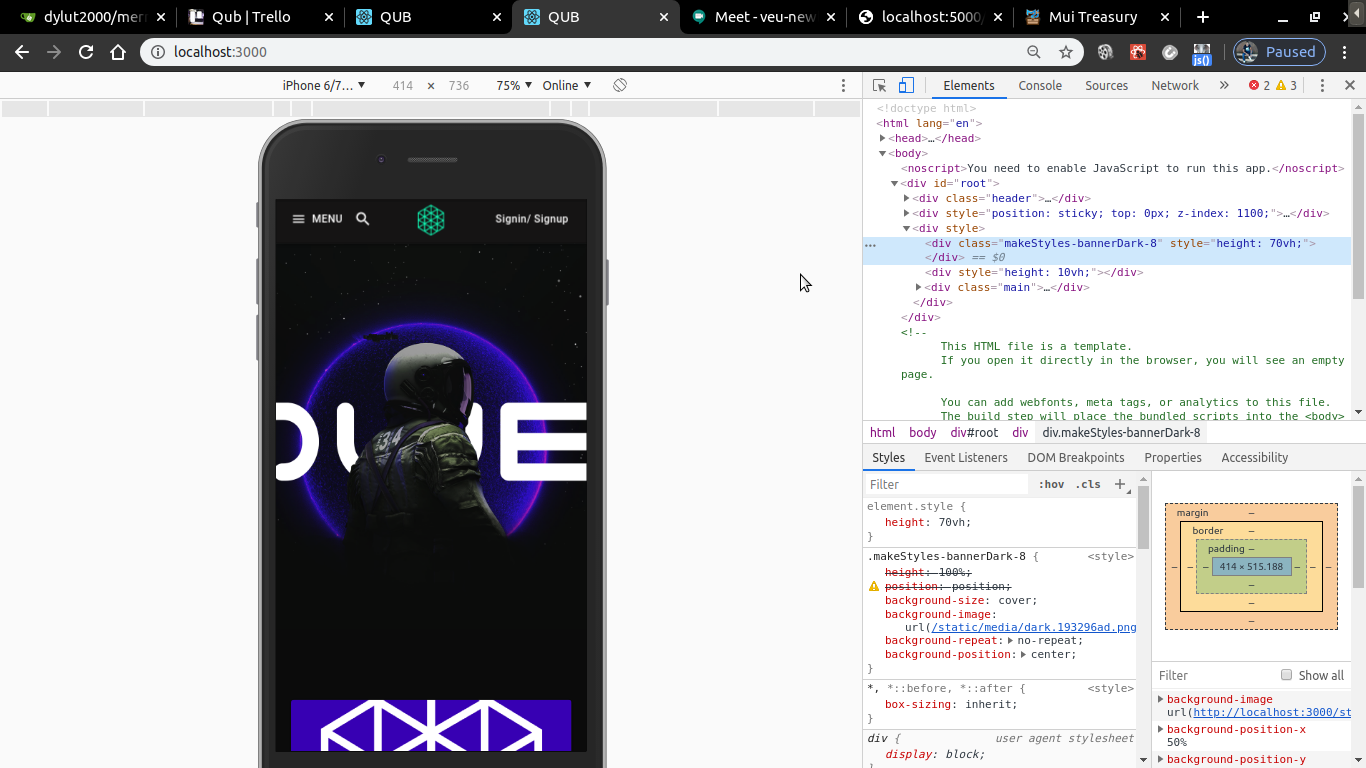 dylut2000/merr
Qub | Trello
QUB
QUB
Meet - veu-new
localhost:5000/
Mui Treasury
localhost:3000
js()
Paused
iPhone 6/7… 414 × 736 75% Online
Elements Console Sources Network » 2 3
MENU
Signin/ Signup
<!doctype html>
<html lang="en">
<head>…</head>
<body>
<noscript>You need to enable JavaScript to run this app.</noscript>
<div id="root">
<div class="header">…</div>
<div style="position: sticky; top: 0px; z-index: 1100;">…</div>
<div style>
<div class="makeStyles-bannerDark-8" style="height: 70vh;">
</div> == $0
<div style="height: 10vh;"></div>
<div class="main">…</div>
</div>
</div>
<!--
This HTML file is a template.
If you open it directly in the browser, you will see an empty
page.
You can add webfonts, meta tags, or analytics to this file.
The build step will place the bundled scripts into the <body>
html body div#root div div.makeStyles-bannerDark-8
Styles Event Listeners DOM Breakpoints Properties Accessibility
Filter :hov .cls +
element.style {
height: 70vh;
}
.makeStyles-bannerDark-8 { <style>
height: 100%;
position: position;
background-size: cover;
background-image:
url(/static/media/dark.193296ad.png
background-repeat: no-repeat;
background-position: center;
}
*, *::before, *::after { <style>
box-sizing: inherit;
}
div { user agent stylesheet
display: block;
margin –
border –
padding –
– – – 414 × 515.188 – – –
–
–
–
Filter Show all
background-image
url(http://localhost:3000/st
background-position-x
50%
background-position-y